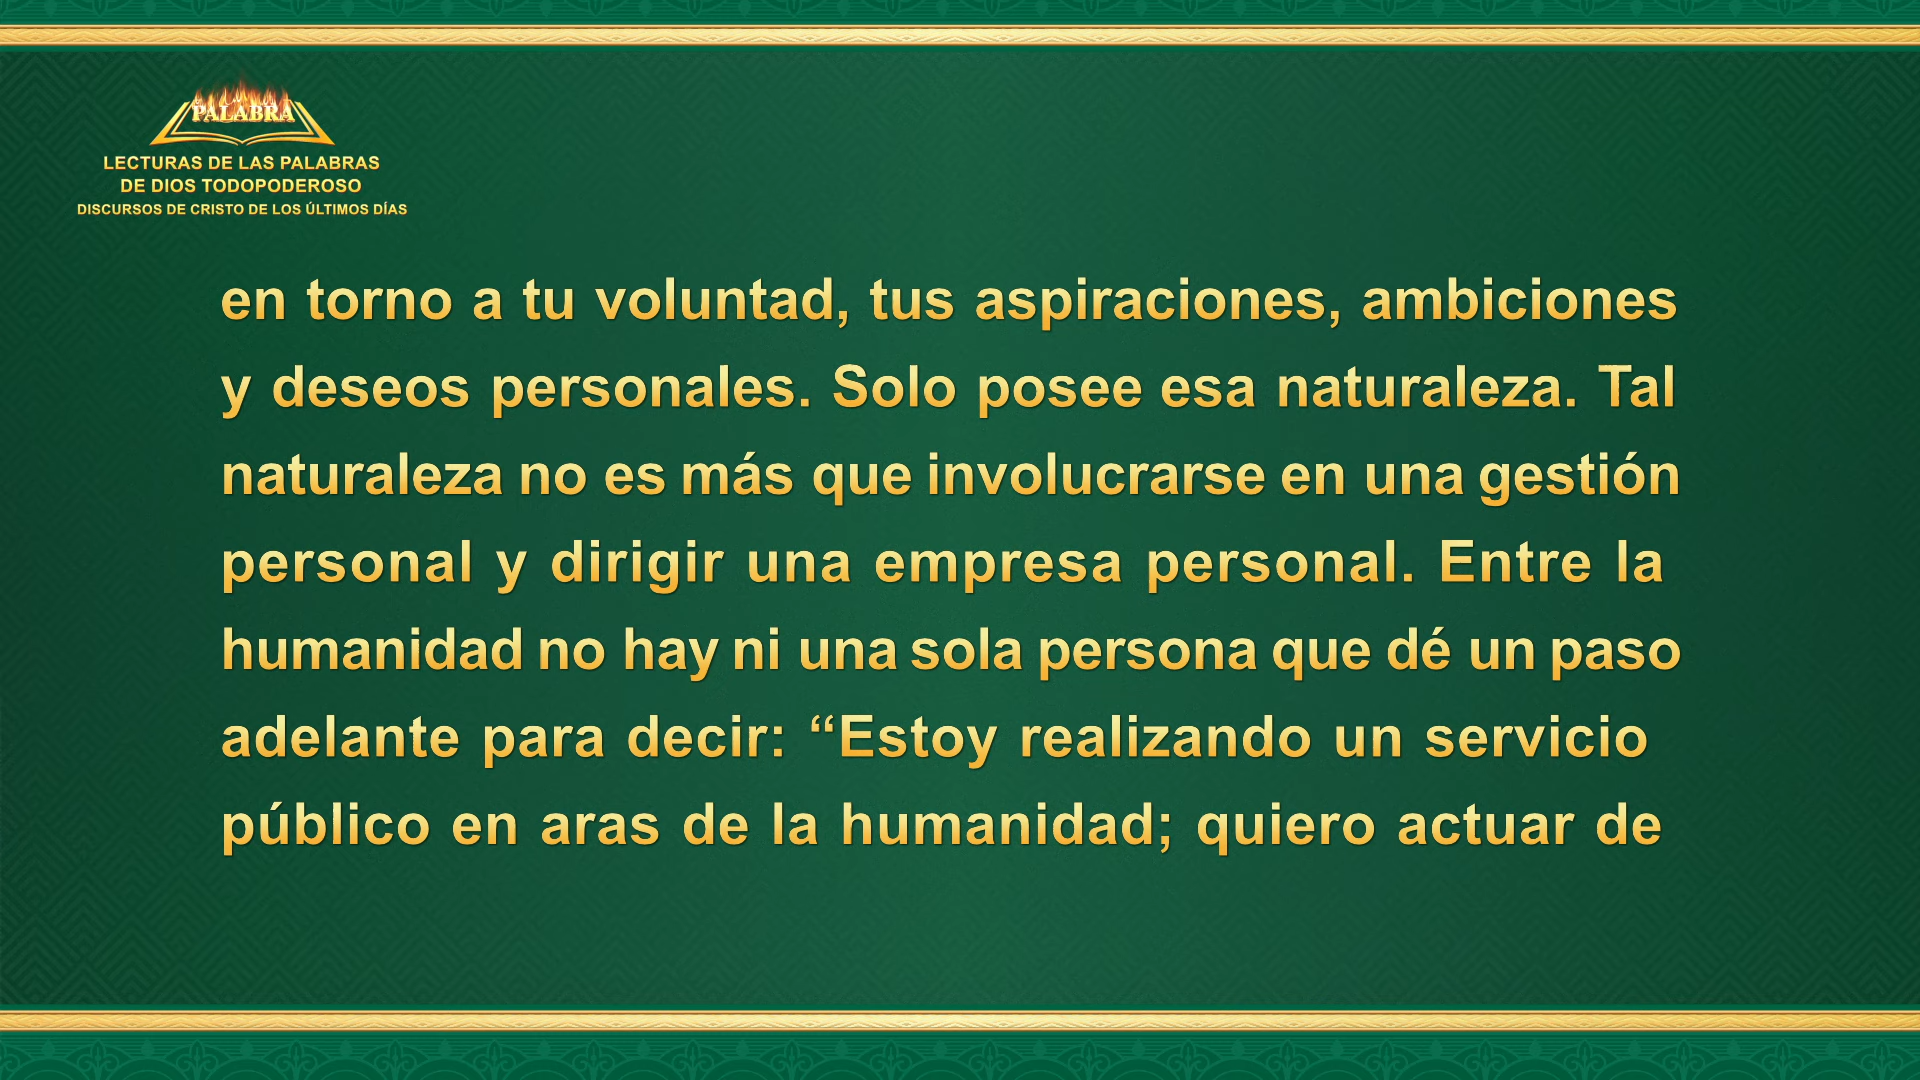 PALABRA
LECTURAS DE LAS PALABRAS
DE DIOS TODOPODEROSO
DISCURSOS DE CRISTO DE LOS ÚLTIMOS DÍAS
en torno a tu voluntad, tus aspiraciones, ambiciones
y deseos personales. Solo posee esa naturaleza. Tal
naturaleza no es más que involucrarse en una gestión
personal y dirigir una empresa personal. Entre la
humanidad no hay ni una sola persona que dé un paso
adelante para decir: “Estoy realizando un servicio
público en aras de la humanidad; quiero actuar de